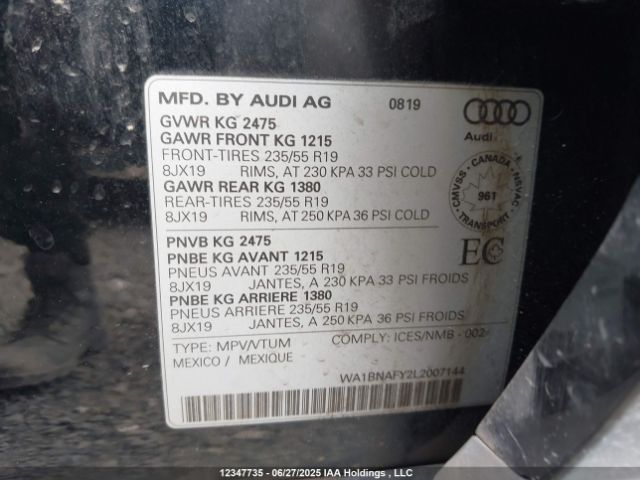 MFD. BY AUDI AG 0819
Audi
GVWR KG 2475
GAWR FRONT KG 1215
FRONT-TIRES 235/55 R19
8JX19 RIMS, AT 230 KPA 33 PSI COLD
GAWR REAR KG 1380
REAR-TIRES 235/55 R19
8JX19 RIMS, AT 250 KPA 36 PSI COLD
CMVSS - CANADA - NSVAC
961
TRANSPORT
PNVB KG 2475
PNBE KG AVANT 1215
PNEUS AVANT 235/55 R19
8JX19 JANTES, A 230 KPA 33 PSI FROIDS
PNBE KG ARRIERE 1380
PNEUS ARRIERE 235/55 R19
8JX19 JANTES, A 250 KPA 36 PSI FROIDS
EC
TYPE: MPV/VTUM COMPLY: ICES/NMB - 002
MEXICO / MEXIQUE
WA1BNAFY2L2007144
12347735 - 06/27/2025 IAA Holdings , LLC